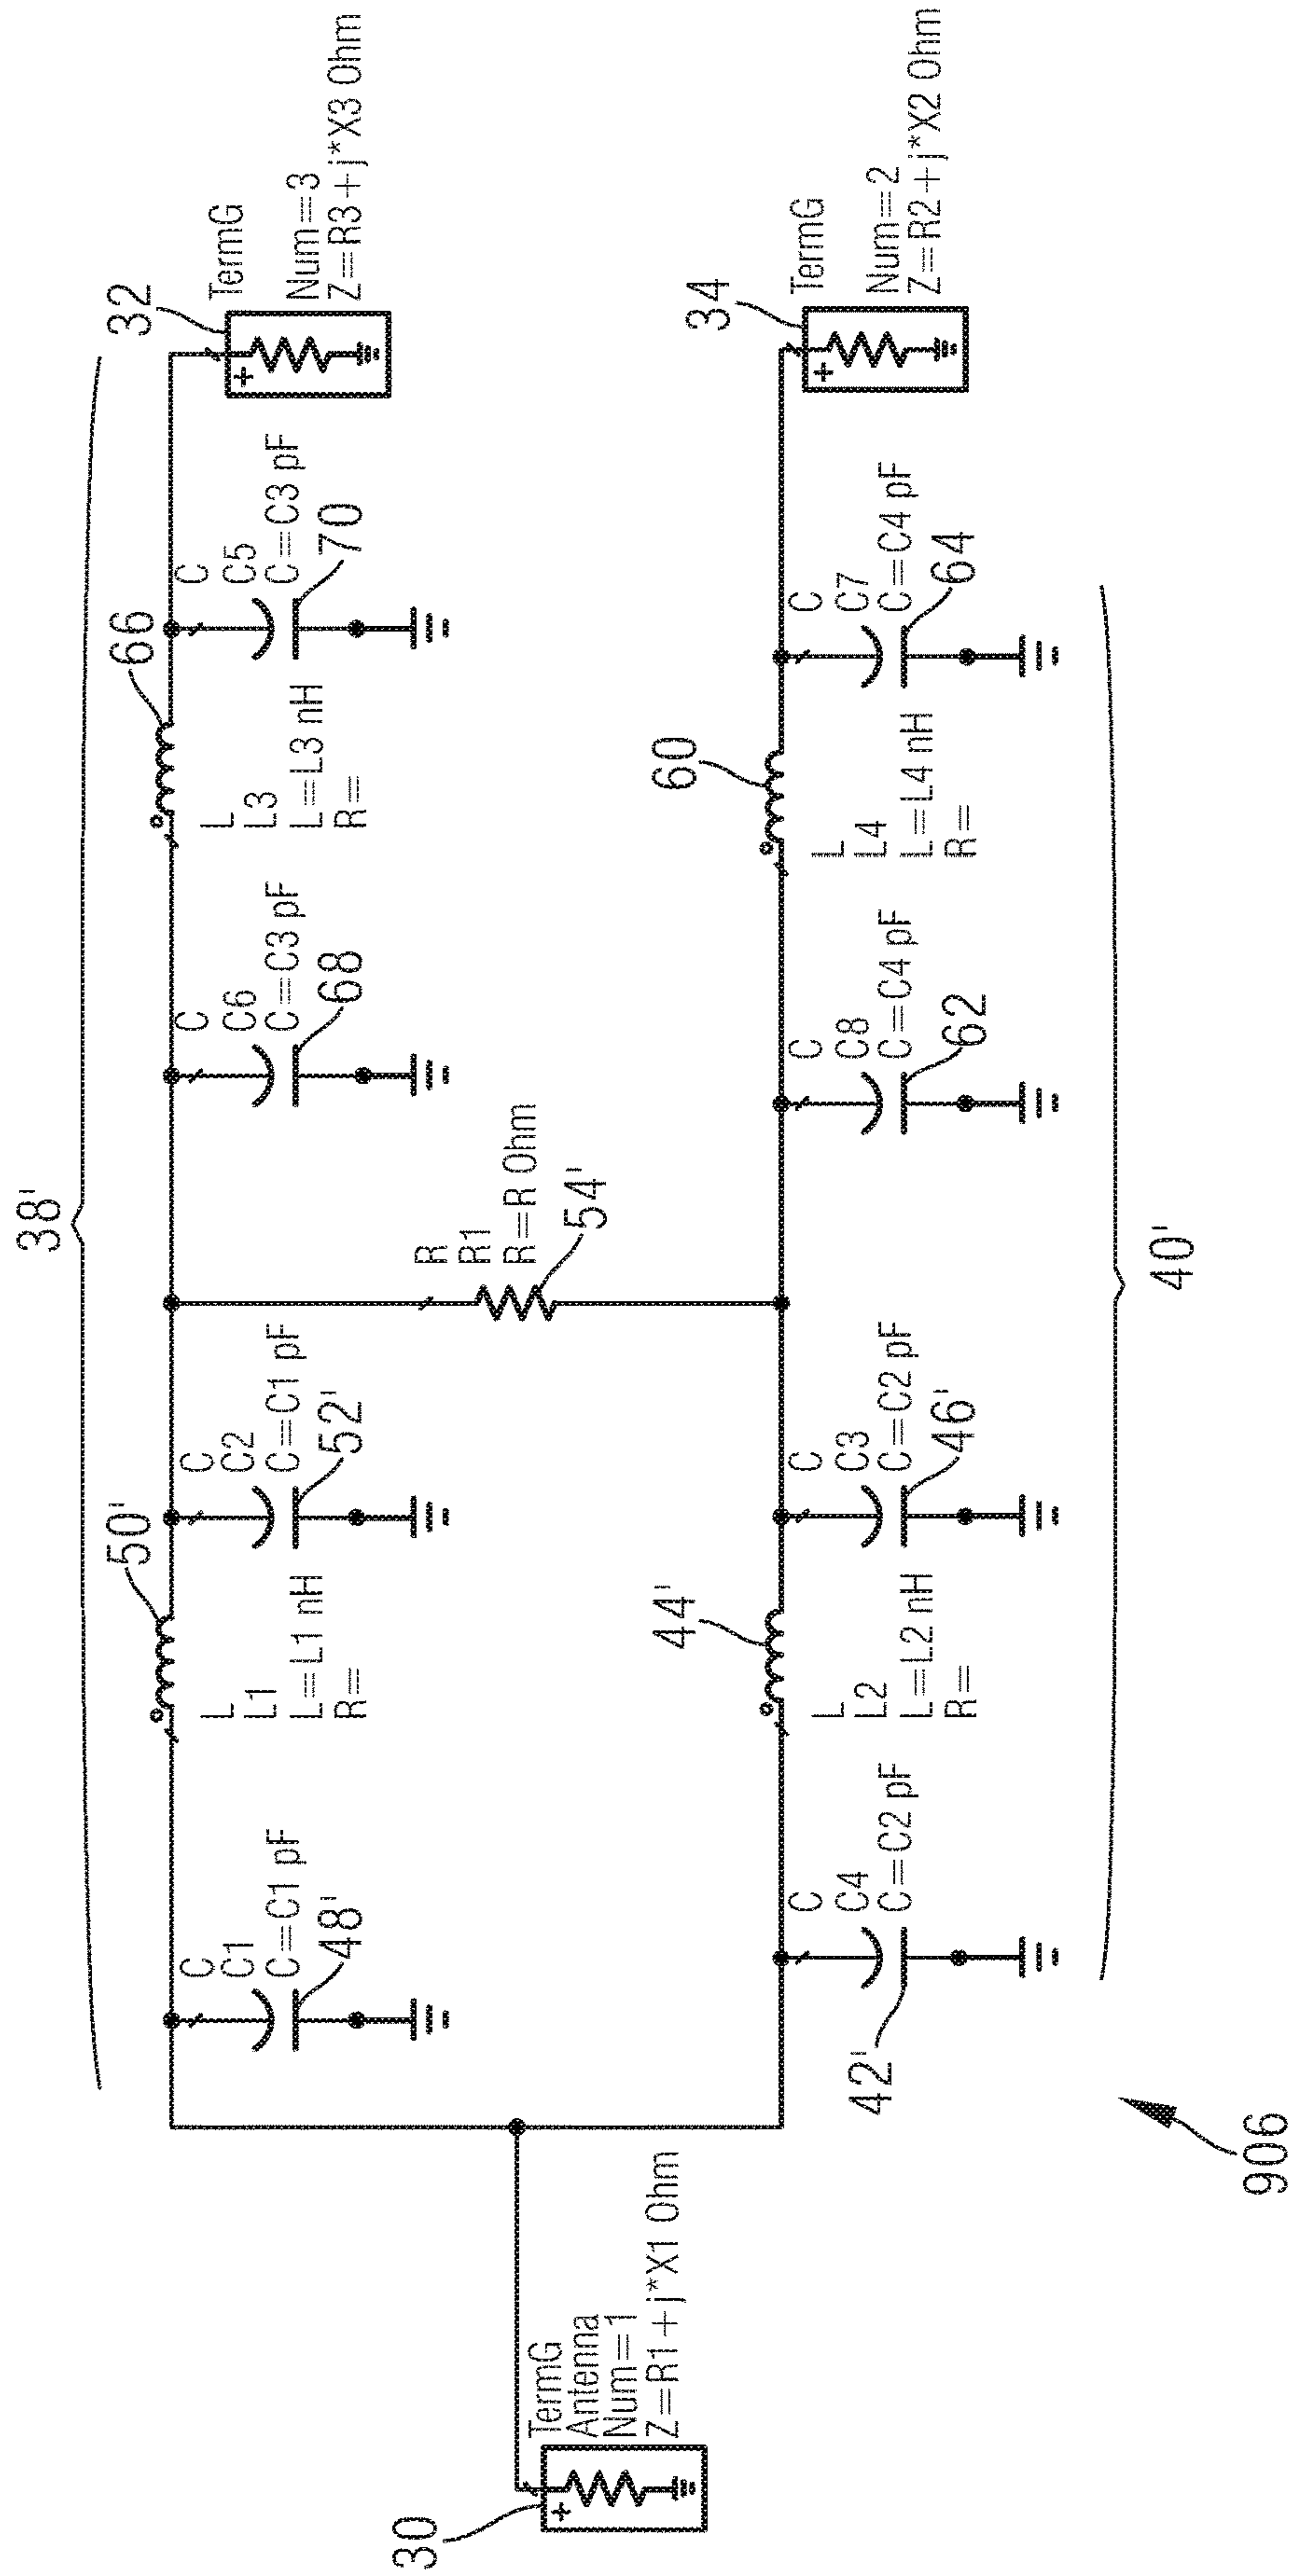 38'
50'
66
32
TermG
Num=3
Z=R3+j*X3 Ohm
C
C1
C=C1 pF
48'
L
L1
L=L1 nH
R=
C
C2
C=C1 pF
52'
C
C6
C=C3 pF
68
L
L3
L=L3 nH
R=
C
C5
C=C3 pF
70
R
R1
R=R Ohm
54'
30
TermG
Antenna
Num=1
Z=R1+j*X1 Ohm
44'
60
34
TermG
Num=2
Z=R2+j*X2 Ohm
C
C4
C=C2 pF
42'
L
L2
L=L2 nH
R=
C
C3
C=C2 pF
46'
C
C8
C=C4 pF
62
L
L4
L=L4 nH
R=
C
C7
C=C4 pF
64
40'
906